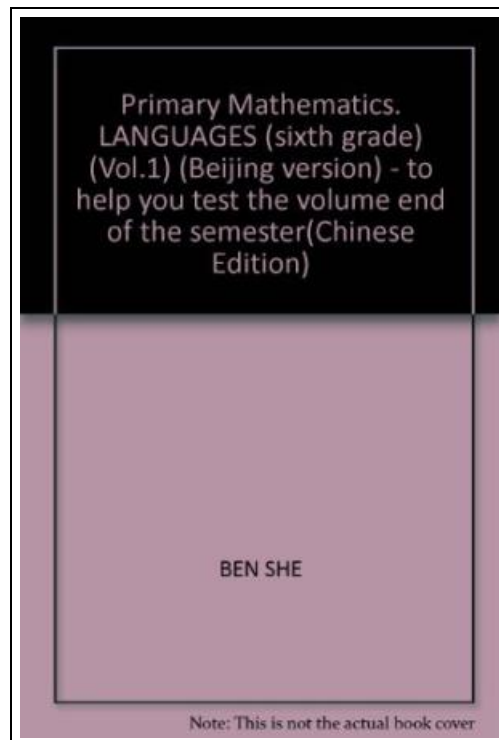 Primary Mathematics.
LANGUAGES (sixth grade)
(Vol.1) (Beijing version) - to
help you test the volume end
of the semester(Chinese
Edition)
BEN SHE
Note: This is not the actual book cover